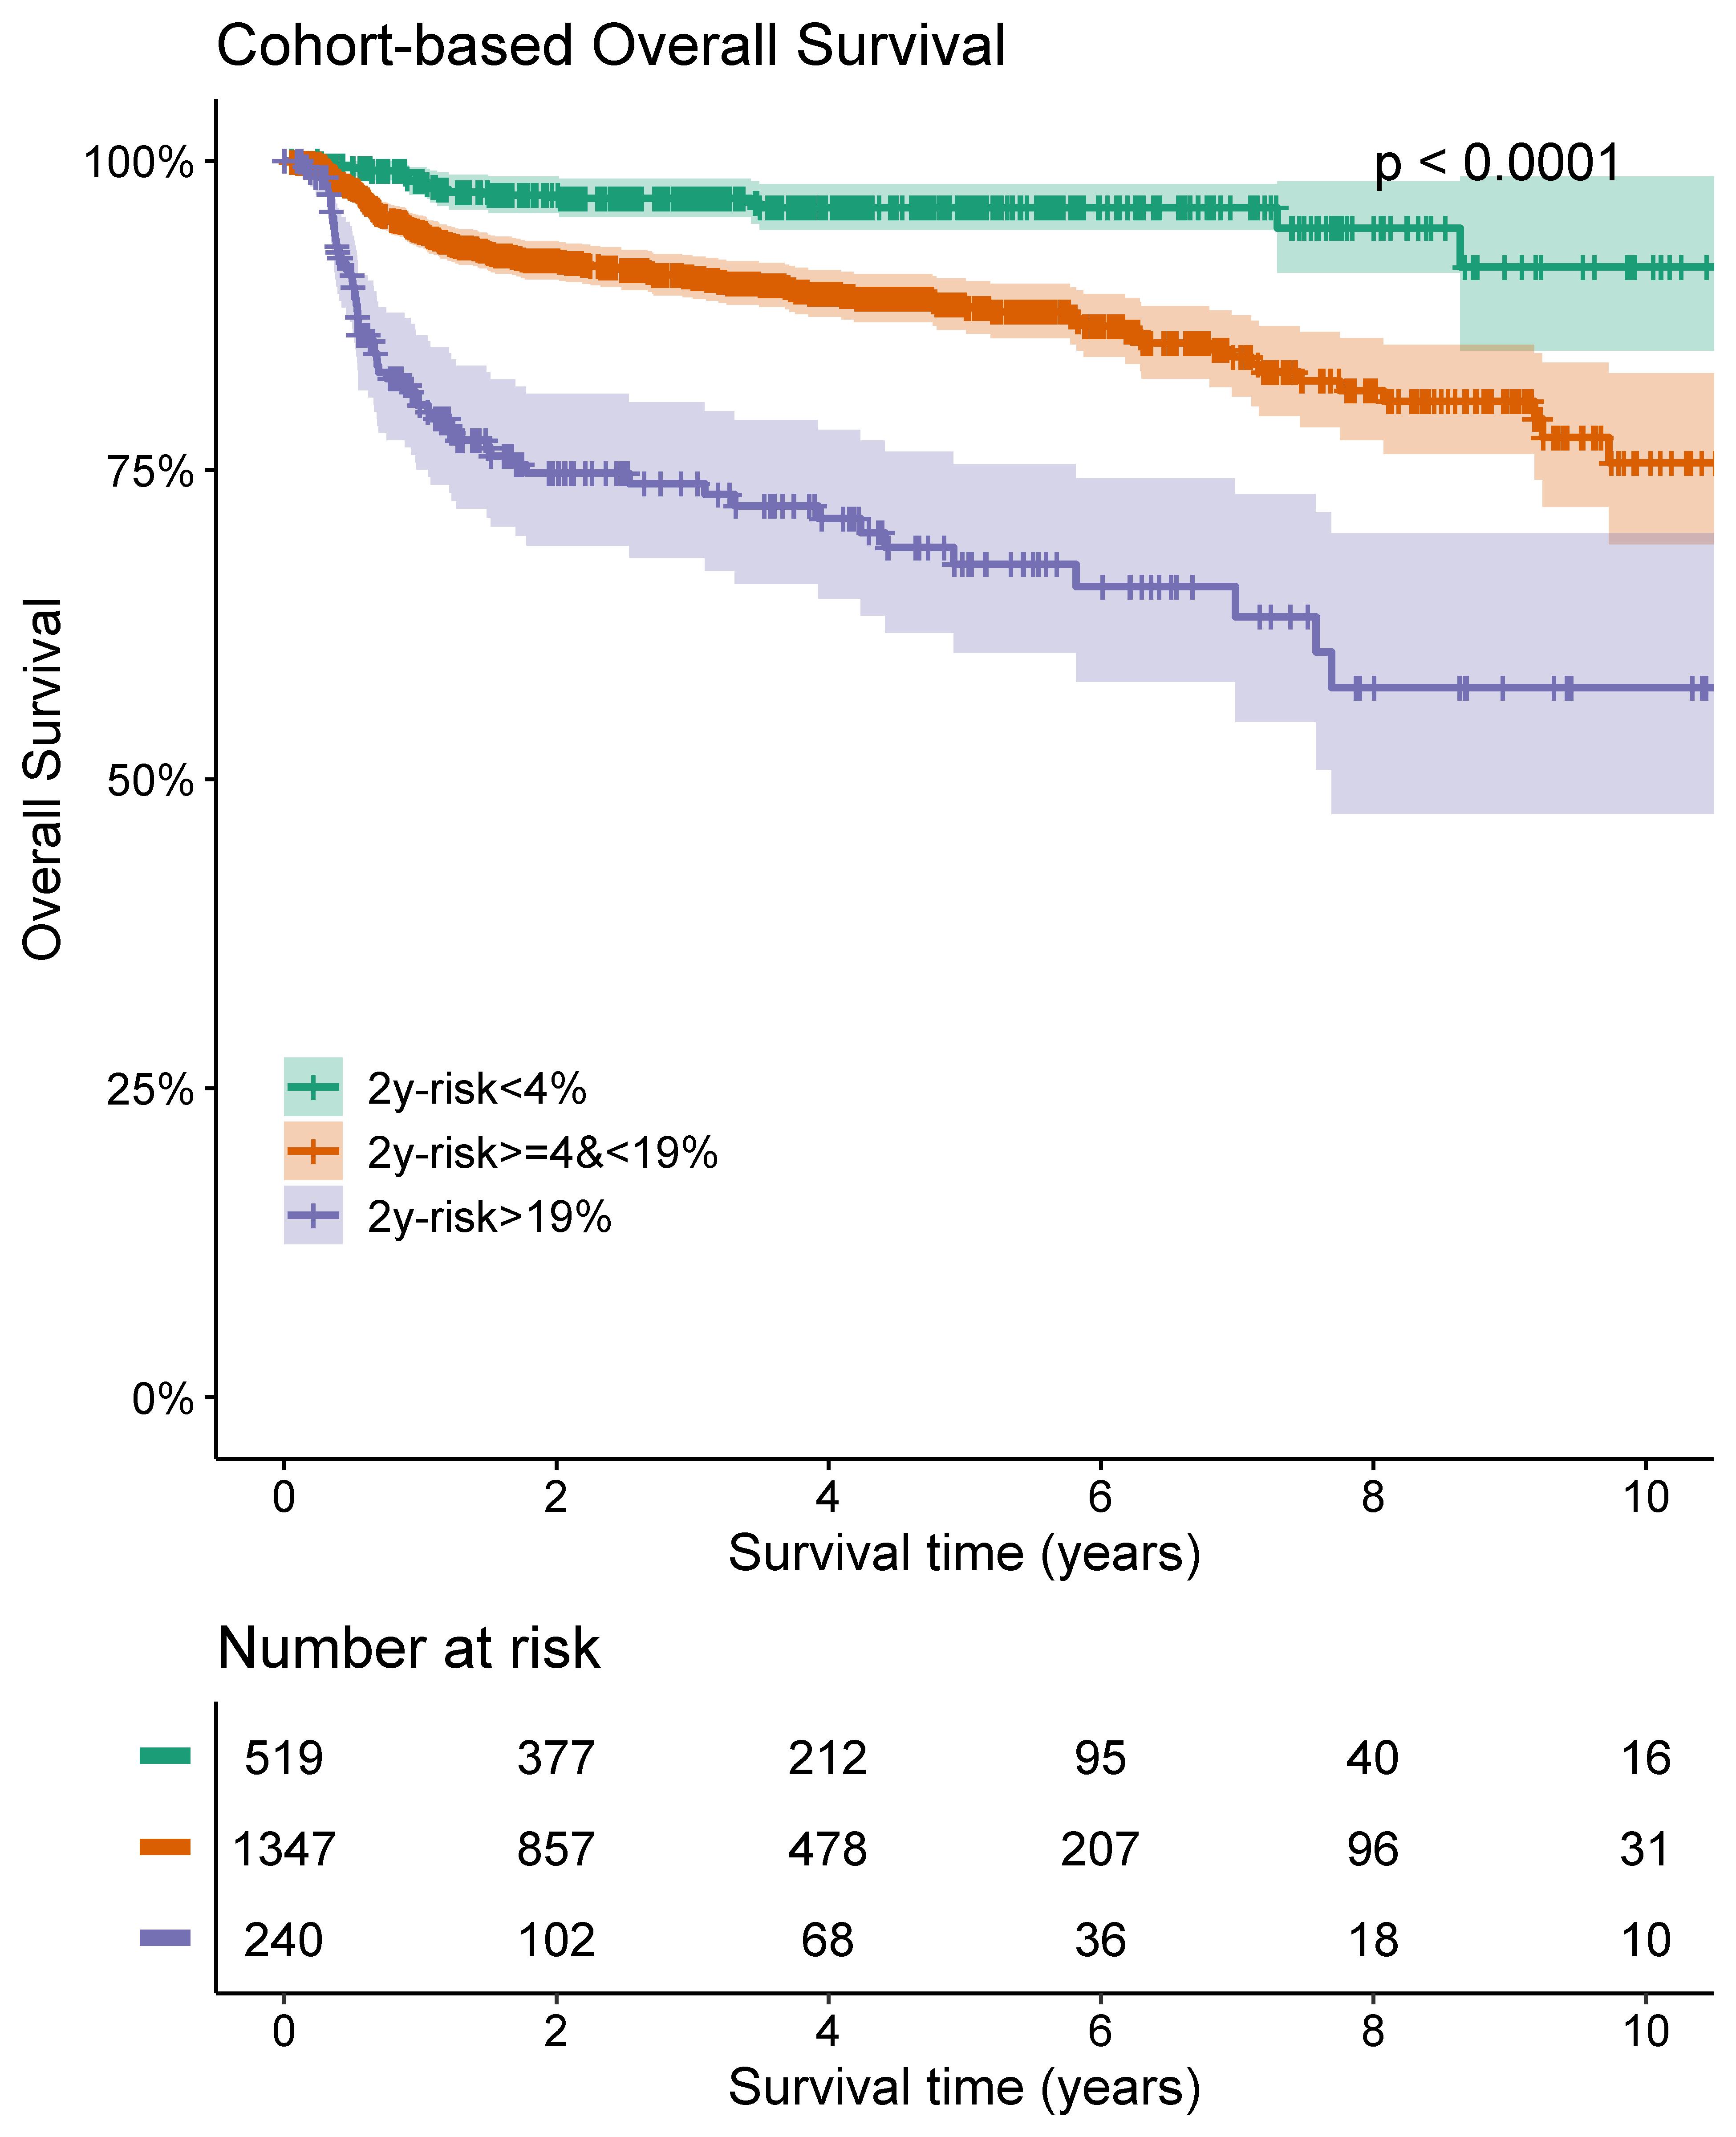 Cohort-based Overall Survival
p < 0.0001
100%
75%
50%
25%
0%
Overall Survival
2y-risk<4%
2y-risk>=4&<19%
2y-risk>19%
0 2 4 6 8 10
Survival time (years)
Number at risk
519 377 212 95 40 16
1347 857 478 207 96 31
240 102 68 36 18 10
0 2 4 6 8 10
Survival time (years)